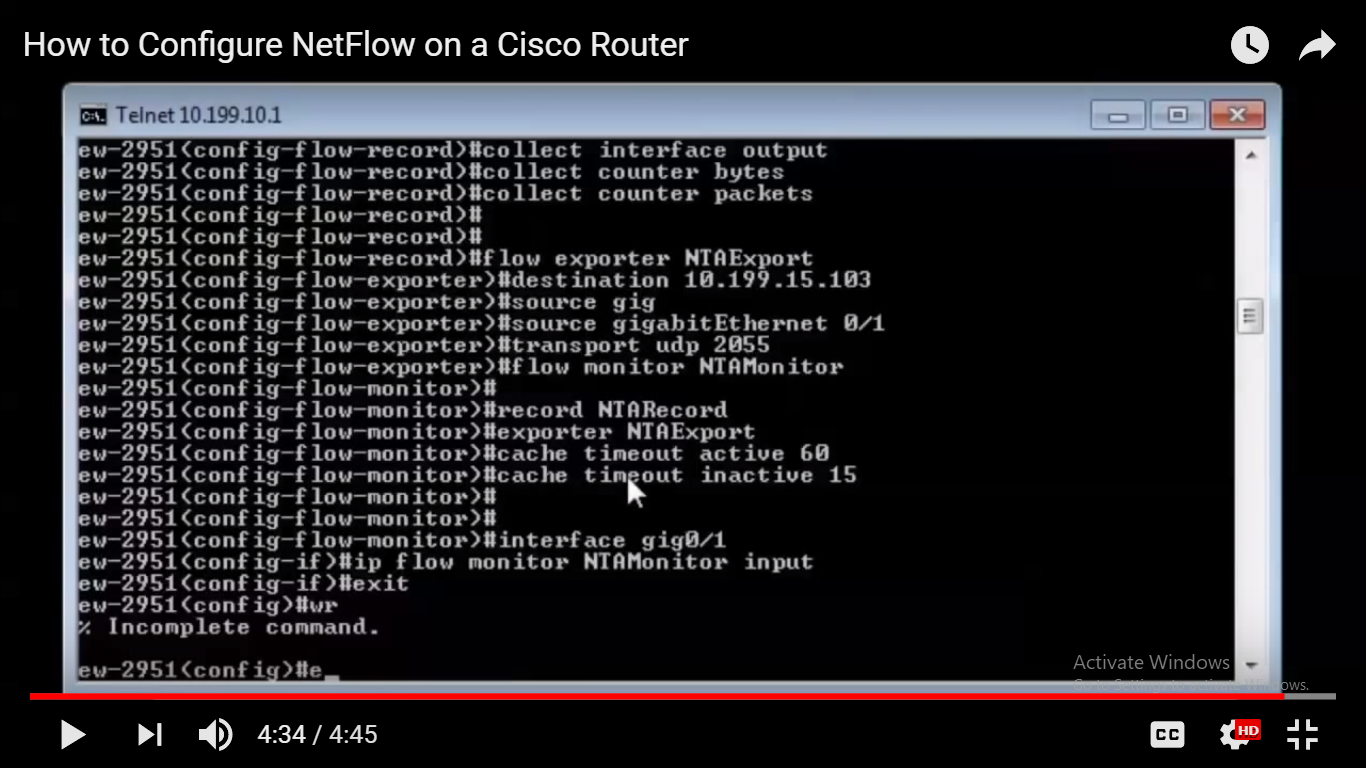 How to Configure NetFlow on a Cisco Router
Telnet 10.199.10.1
ew-2951(config-flow-record)#collect interface output
ew-2951(config-flow-record)#collect counter bytes
ew-2951(config-flow-record)#collect counter packets
ew-2951(config-flow-record)#
ew-2951(config-flow-record)#
ew-2951(config-flow-record)#flow exporter NTAExport
ew-2951(config-flow-exporter)#destination 10.199.15.103
ew-2951(config-flow-exporter)#source gig
ew-2951(config-flow-exporter)#source gigabitEthernet 0/1
ew-2951(config-flow-exporter)#transport udp 2055
ew-2951(config-flow-exporter)#flow monitor NTAMonitor
ew-2951(config-flow-monitor)#
ew-2951(config-flow-monitor)#record NTARecord
ew-2951(config-flow-monitor)#exporter NTAExport
ew-2951(config-flow-monitor)#cache timeout active 60
ew-2951(config-flow-monitor)#cache timeout inactive 15
ew-2951(config-flow-monitor)#
ew-2951(config-flow-monitor)#
ew-2951(config-flow-monitor)#interface gig0/1
ew-2951(config-if)#ip flow monitor NTAMonitor input
ew-2951(config-if)#exit
ew-2951(config)#wr
% Incomplete command.
ew-2951(config)#e_
Activate Windows
Go to Settings to activate Windows.
4:34 / 4:45
CC
HD